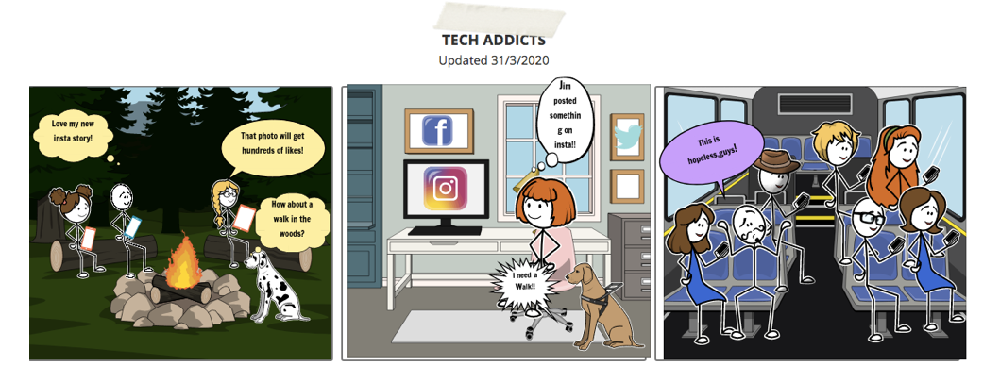 TECH ADDICTS
Updated 31/3/2020
Love my new
insta story!
That photo will get
hundreds of likes!
How about a
walk in the
woods?
f
Jim
posted
somethin
g on
insta!!
I need a
Walk!!
This is
hopeless,guys!